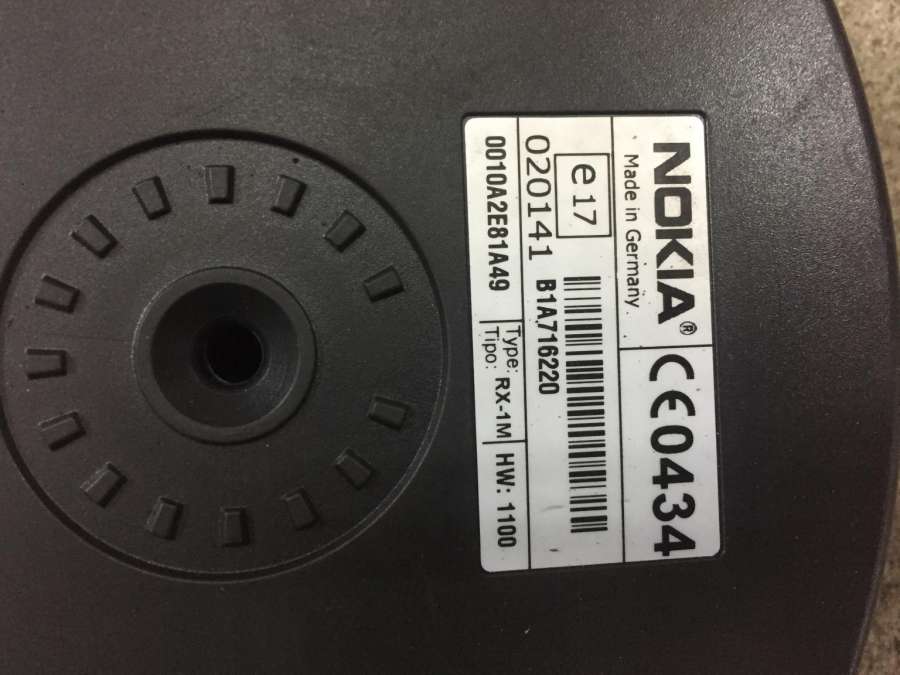 NOKIA®
Made in Germany
CE0434
e17
020141
B1A716220
0010A2E81A49
Type:
Tipo: RX-1M
HW: 1100